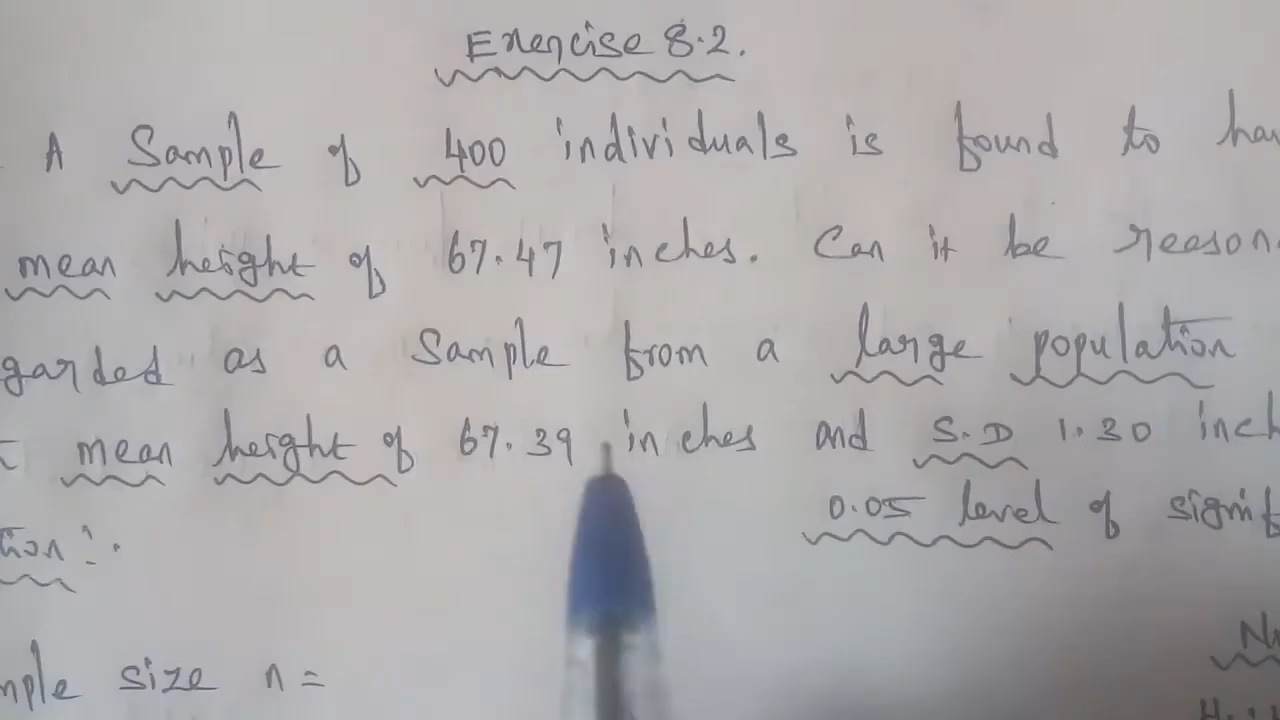 Exercise 8.2.
A Sample of 400 individuals is found to
mean height of 67.47 inches. Can it be
as a Sample from a large population
mean height of 67.39 inches and S.D 1.30
0.05 level of
size n =